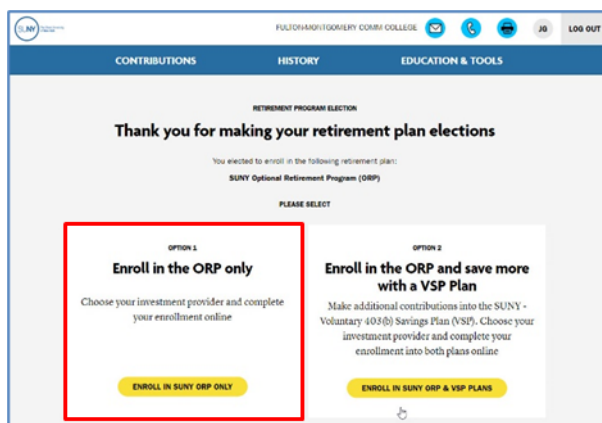 SUNY
FULTON-MONTGOMERY COMM COLLEGE
JG
LOG OUT
CONTRIBUTIONS
HISTORY
EDUCATION & TOOLS
RETIREMENT PROGRAM ELECTION
Thank you for making your retirement plan elections
You elected to enroll in the following retirement plan:
SUNY Optional Retirement Program (ORP)
PLEASE SELECT
OPTION 1
Enroll in the ORP only
Choose your investment provider and complete
your enrollment online
ENROLL IN SUNY ORP ONLY
OPTION 2
Enroll in the ORP and save more
with a VSP Plan
Make additional contributions into the SUNY -
Voluntary 403(b) Savings Plan (VSP). Choose your
investment provider and complete your
enrollment into both plans online
ENROLL IN SUNY ORP & VSP PLANS